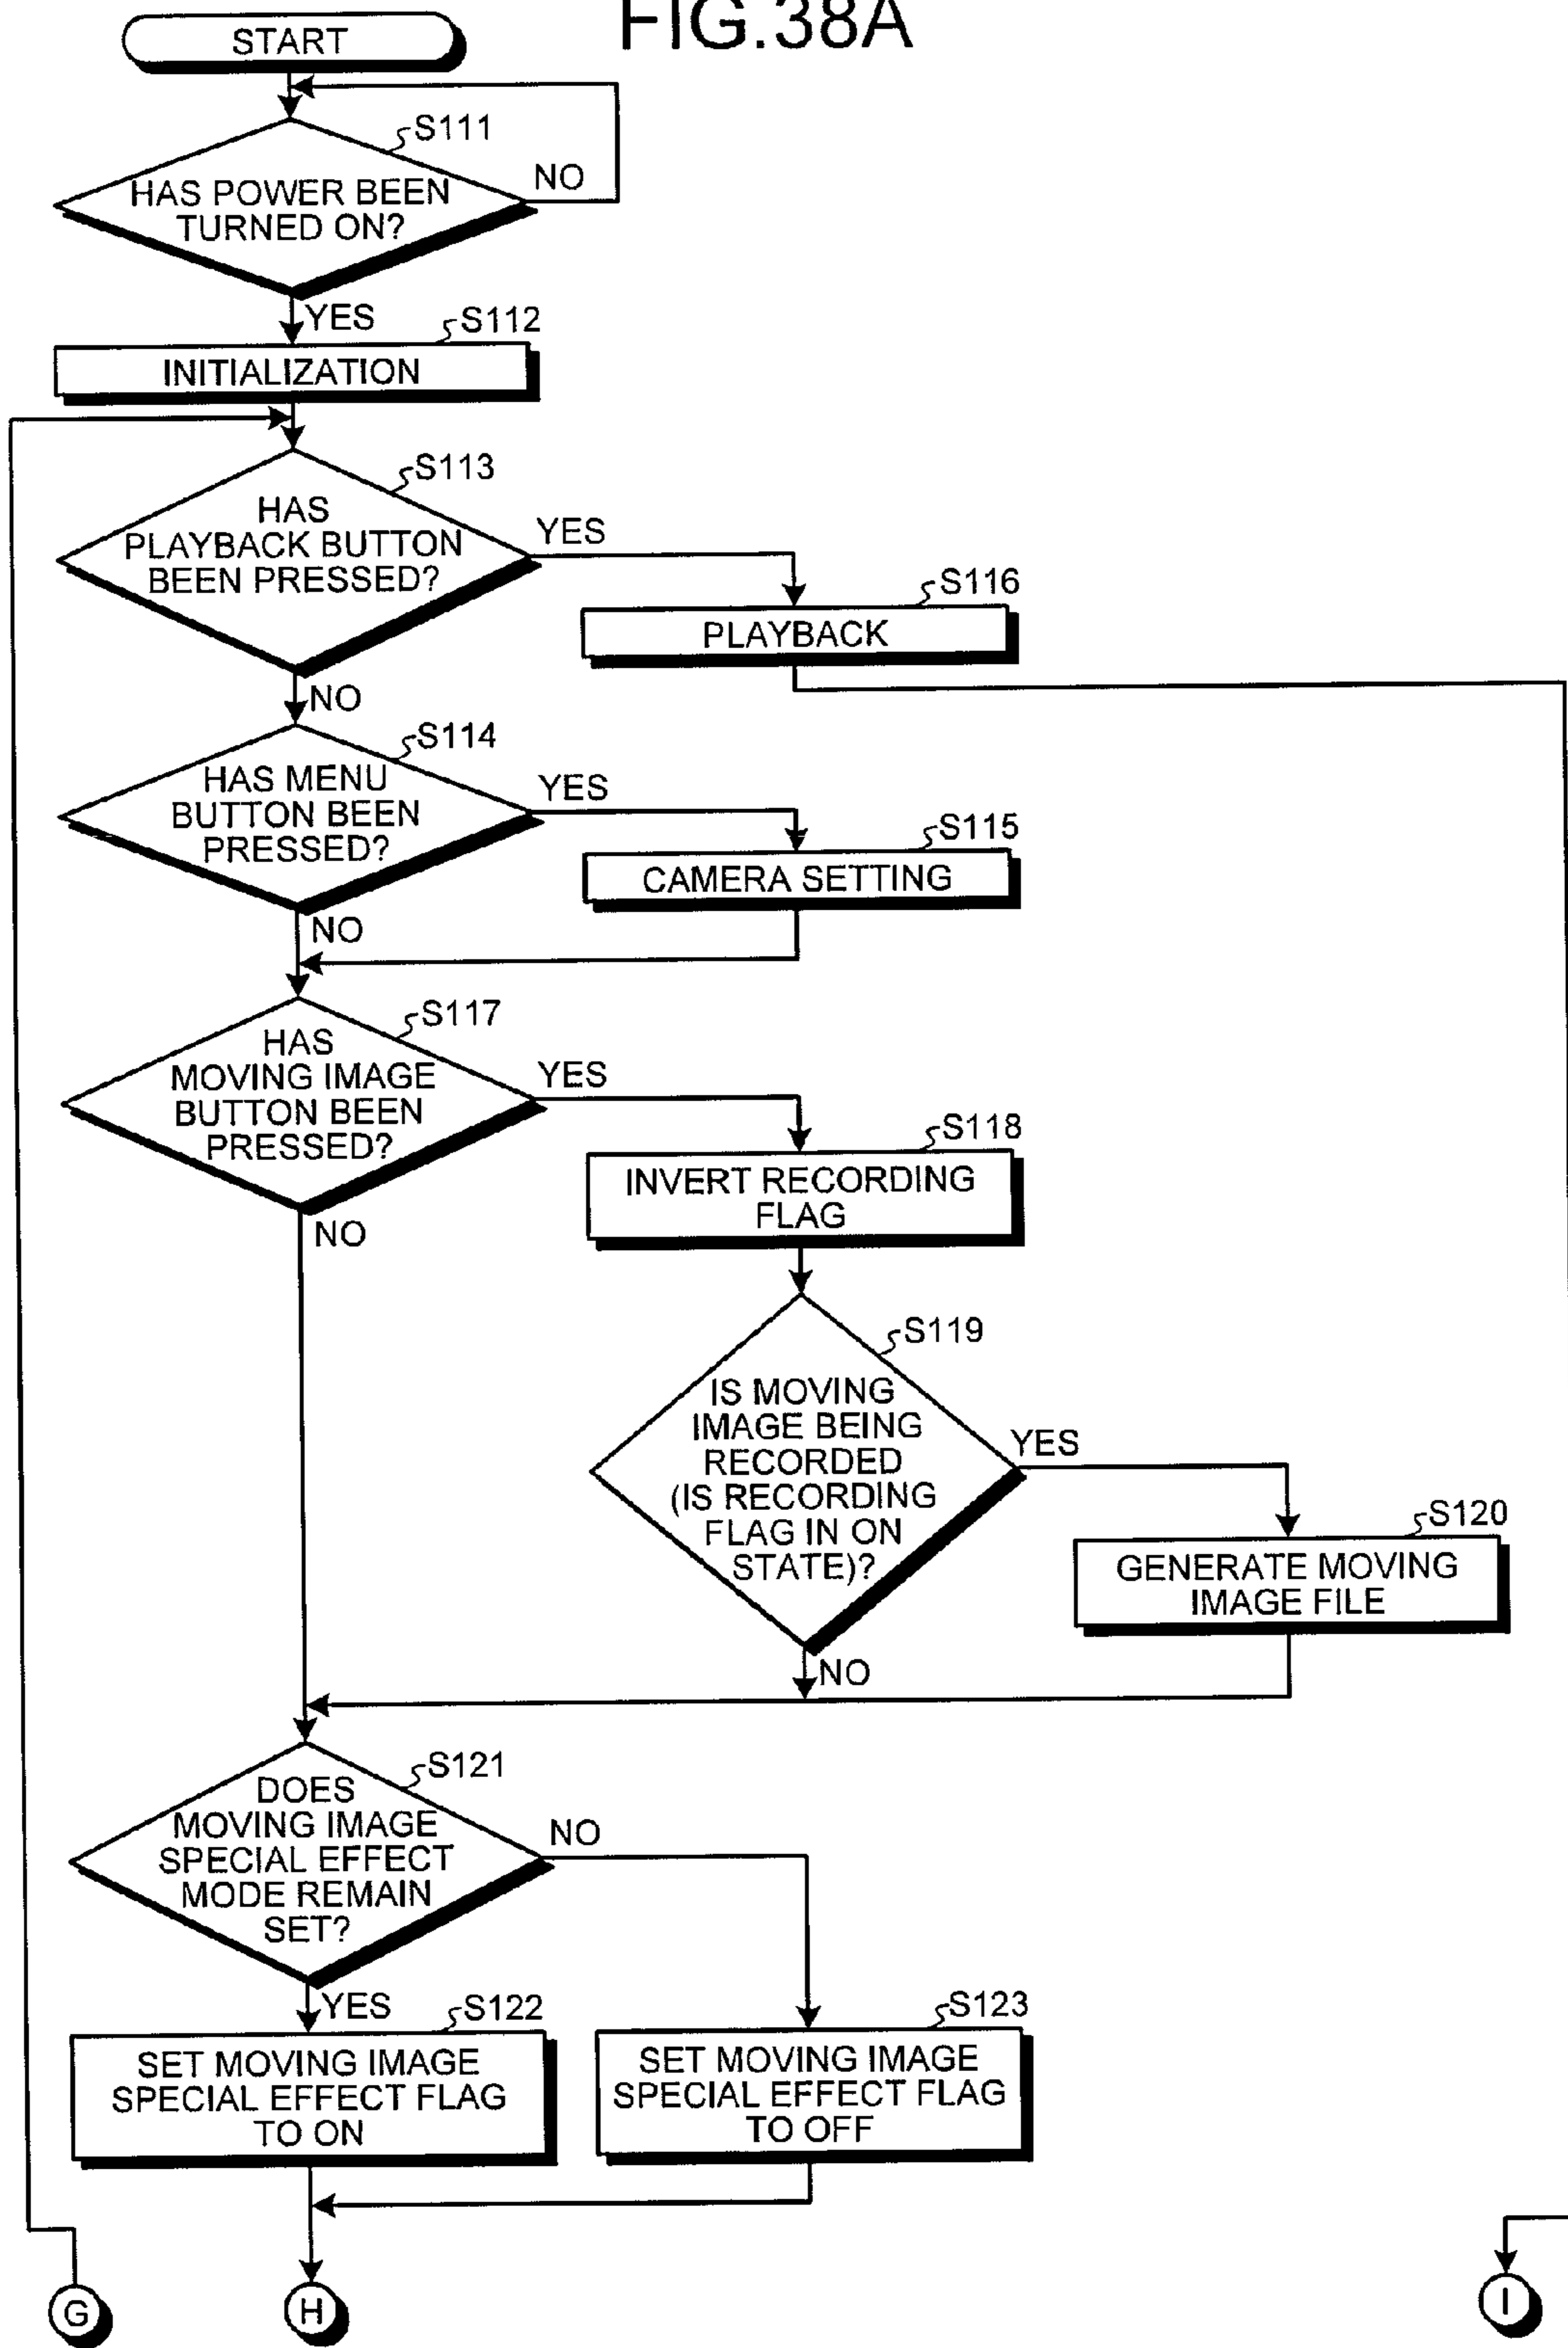 FIG.38A
START
S111
HAS POWER BEEN
TURNED ON?
NO
YES
S112
INITIALIZATION
S113
HAS
PLAYBACK BUTTON
BEEN PRESSED?
YES
S116
PLAYBACK
NO
S114
HAS MENU
BUTTON BEEN
PRESSED?
YES
S115
CAMERA SETTING
NO
S117
HAS
MOVING IMAGE
BUTTON BEEN
PRESSED?
YES
S118
INVERT RECORDING
FLAG
NO
S119
IS MOVING
IMAGE BEING
RECORDED
(IS RECORDING
FLAG IN ON
STATE)?
YES
S120
GENERATE MOVING
IMAGE FILE
NO
S121
DOES
MOVING IMAGE
SPECIAL EFFECT
MODE REMAIN
SET?
NO
YES
S122
SET MOVING IMAGE
SPECIAL EFFECT FLAG
TO ON
S123
SET MOVING IMAGE
SPECIAL EFFECT FLAG
TO OFF
G
H
I